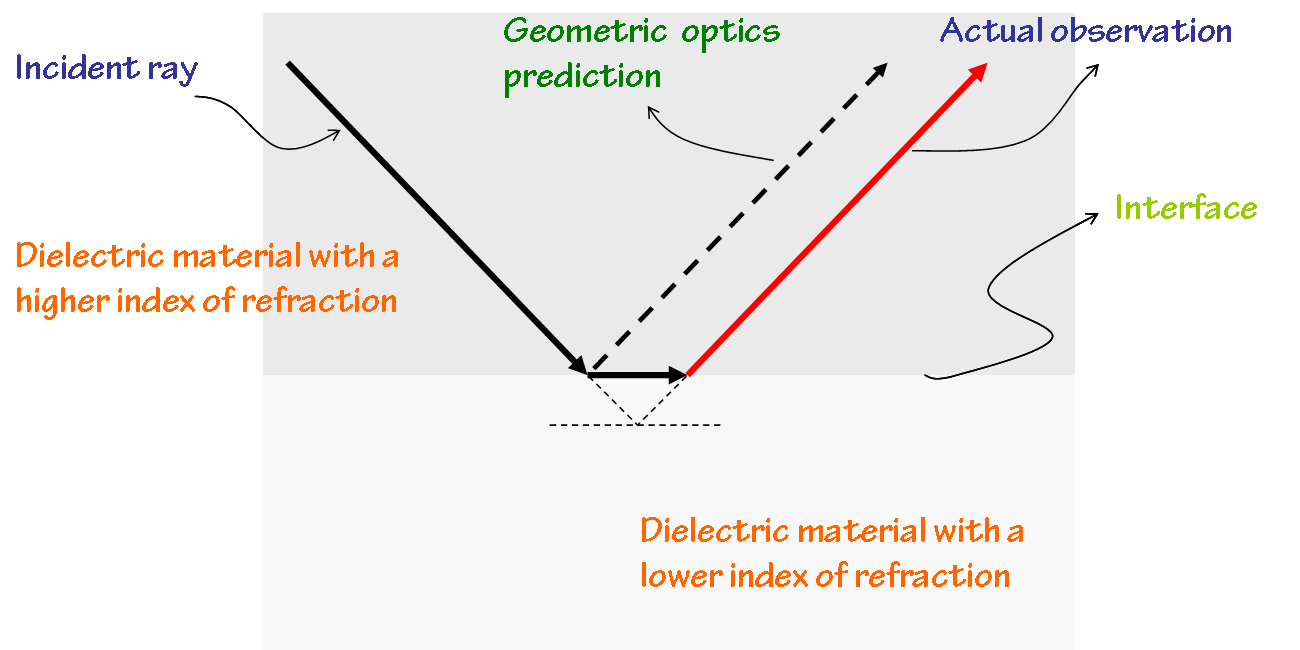 Geometric optics
prediction
Actual observation
Incident ray
Interface
Dielectric material with a
higher index of refraction
Dielectric material with a
lower index of refraction